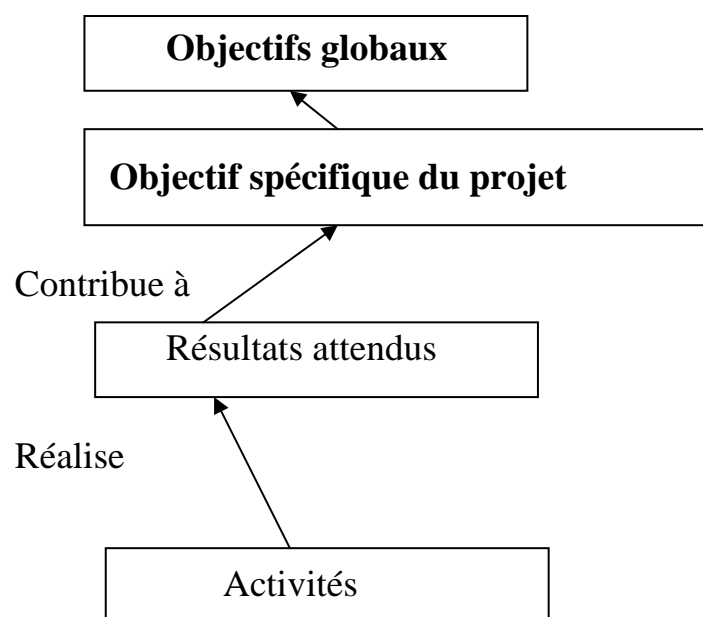 Objectifs globaux
Objectif spécifique du projet
Contribue à
Résultats attendus
Réalise
Activités